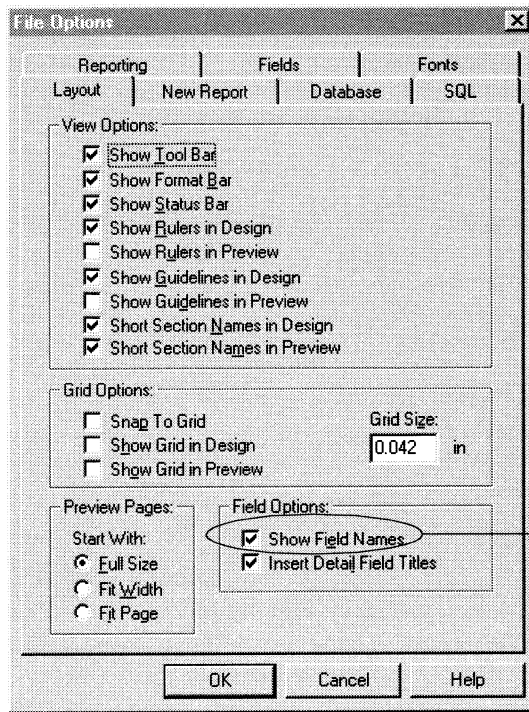 File Options
Reporting Fields Fonts
Layout New Report Database SQL
View Options:
Show Tool Bar
Show Format Bar
Show Status Bar
Show Rulers in Design
Show Rulers in Preview
Show Guidelines in Design
Show Guidelines in Preview
Short Section Names in Design
Short Section Names in Preview
Grid Options:
Snap To Grid
Show Grid in Design
Show Grid in Preview
Grid Size:
0.042 in
Preview Pages:
Start With:
Full Size
Fit Width
Fit Page
Field Options:
Show Field Names
Insert Detail Field Titles
OK Cancel Help